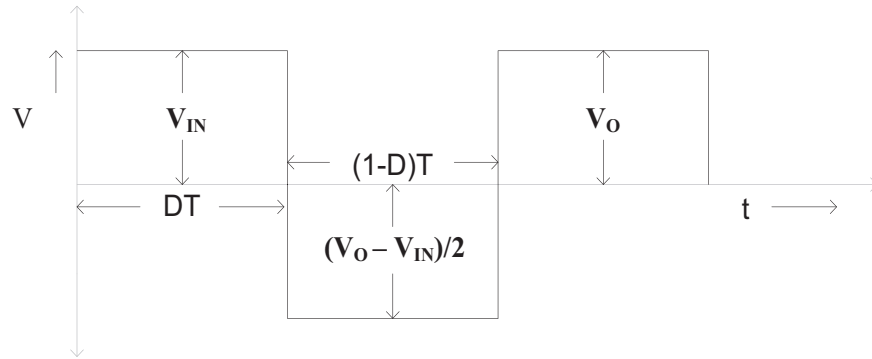 V
V_IN
V_O
(1-D)T
DT
t
(V_O – V_IN)/2